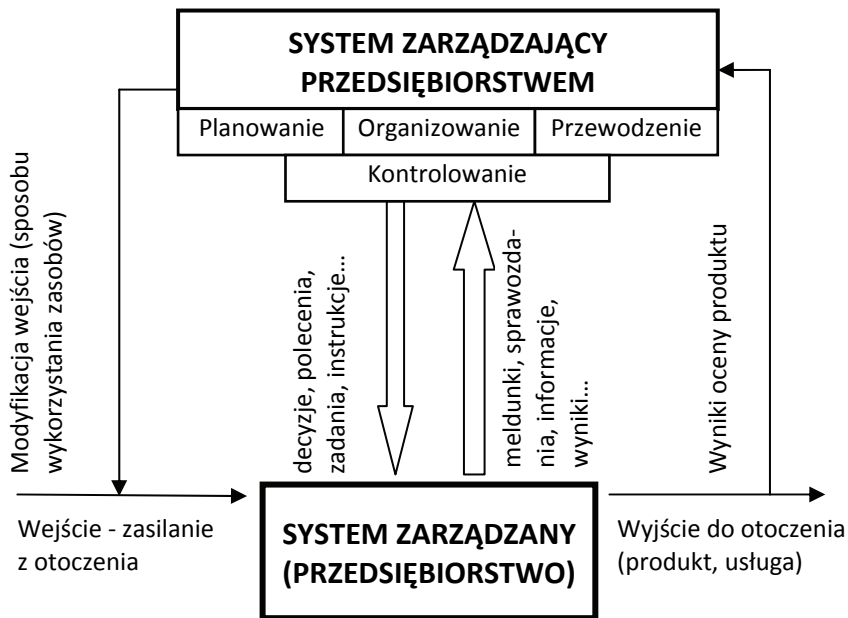 SYSTEM ZARZĄDZAJĄCY
PRZEDSIĘBIORSTWEM
Planowanie
Organizowanie
Przewodzenie
Kontrolowanie
Modyfikacja wejścia (sposobu
wykorzystania zasobów)
decyzje, polecenia,
zadania, instrukcje...
meldunki, sprawozda-
nia, informacje,
wyniki...
Wyniki oceny produktu
Wejście - zasilanie
z otoczenia
SYSTEM ZARZĄDZANY
(PRZEDSIĘBIORSTWO)
Wyjście do otoczenia
(produkt, usługa)